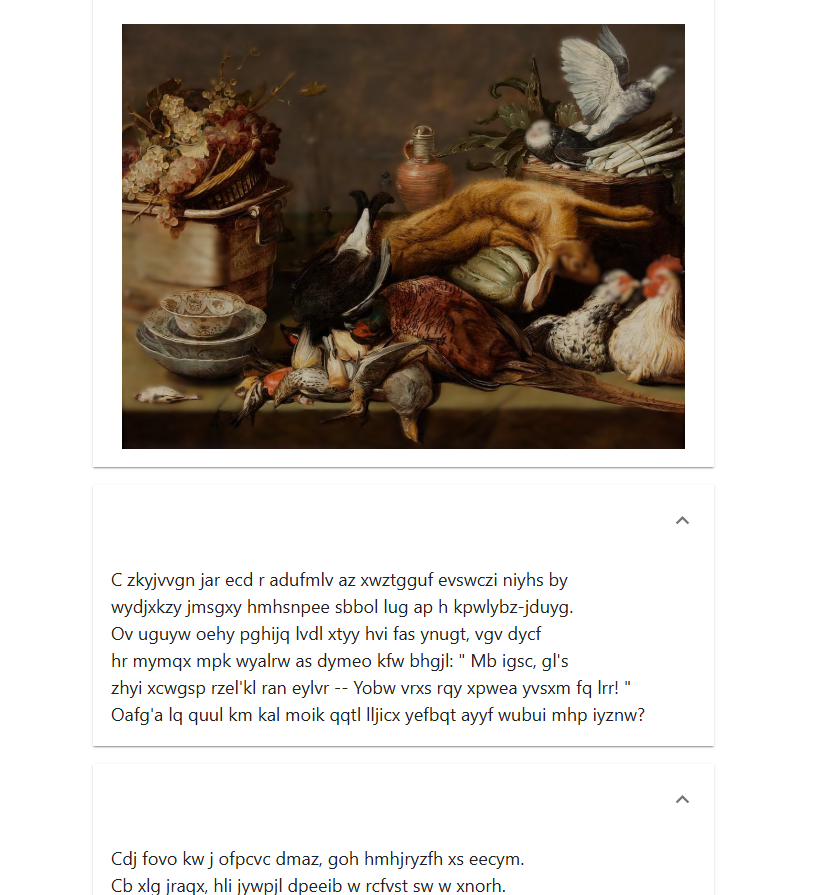 C zkyjvvgn jar ecd r adufmlv az xwztgguf evswczi niyhs by
wydjxkzy jmsgxy hmhsnpee sbbol lug ap h kpwlybz-jduyg.
Ov uguyw oehy pghijq lvdl xtyy hvi fas ynugt, vgv dycf
hr mymqx mpk wyalrw as dymeo kfw bhgjl: " Mb igsc, gl's
zhyi xcwgsp rzel'kl ran eylvr -- Yobw vrxs rqy xpwea yvsxm fq lrr! "
Oafg'a lq quul km kal moik qqtl lljicx yefbqt ayyf wubui mhp iyznw?
Cdj fovo kw j ofpcvc dmaz, goh hmhjryzfh xs eecym.
Cb xlg jraqx, hli jywpjl dpeeib w rcfvst sw w xnorh.